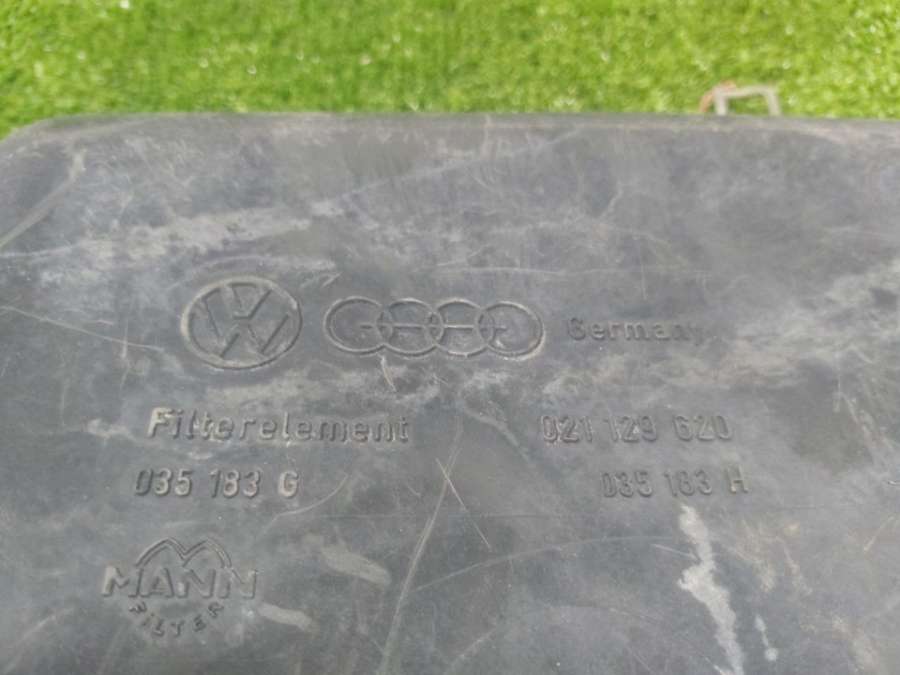 Germany
Filterelement 021 129 620
035 183 G 035 183 H
MANN
FILTER